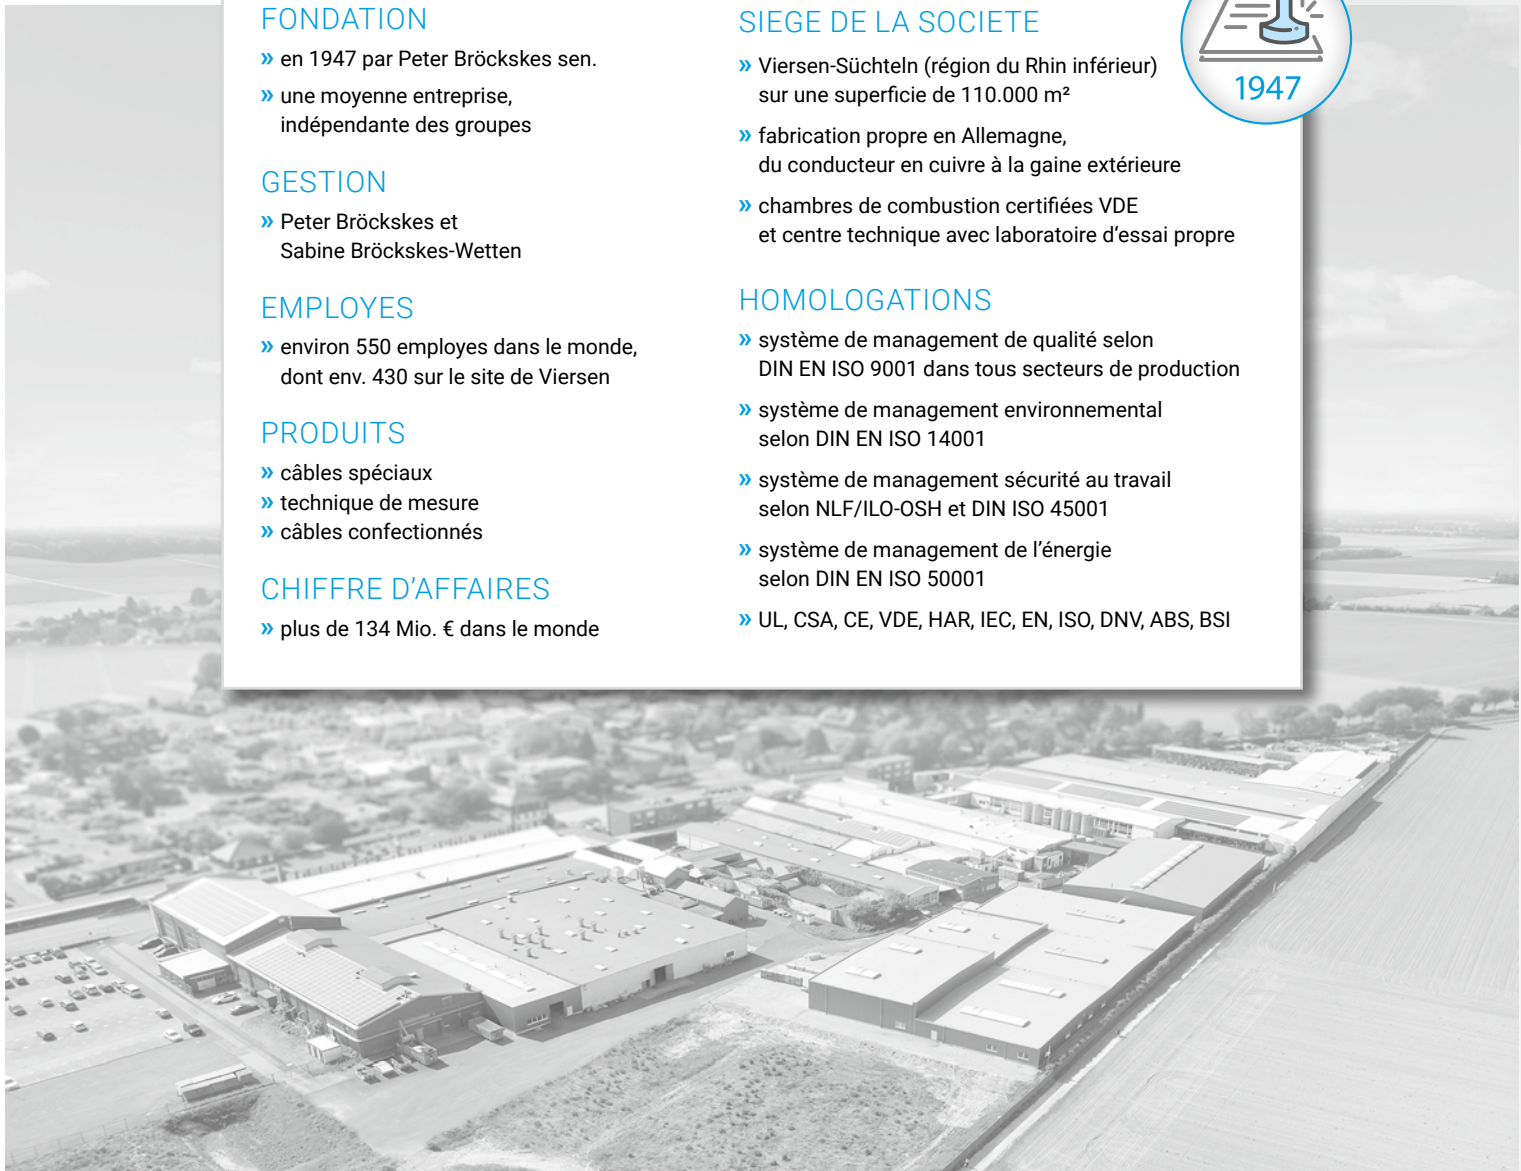 FONDATION
» en 1947 par Peter Bröckskes sen.
» une moyenne entreprise,
indépendante des groupes
GESTION
» Peter Bröckskes et
Sabine Bröckskes-Wetten
EMPLOYES
» environ 550 employes dans le monde,
dont env. 430 sur le site de Viersen
PRODUITS
» câbles spéciaux
» technique de mesure
» câbles confectionnés
CHIFFRE D’AFFAIRES
» plus de 134 Mio. € dans le monde
SIEGE DE LA SOCIETE
» Viersen-Süchteln (région du Rhin inférieur)
sur une superficie de 110.000 m²
» fabrication propre en Allemagne,
du conducteur en cuivre à la gaine extérieure
» chambres de combustion certifiées VDE
et centre technique avec laboratoire d‘essai propre
HOMOLOGATIONS
» système de management de qualité selon
DIN EN ISO 9001 dans tous secteurs de production
» système de management environnemental
selon DIN EN ISO 14001
» système de management sécurité au travail
selon NLF/ILO-OSH et DIN ISO 45001
» système de management de l’énergie
selon DIN EN ISO 50001
» UL, CSA, CE, VDE, HAR, IEC, EN, ISO, DNV, ABS, BSI
1947